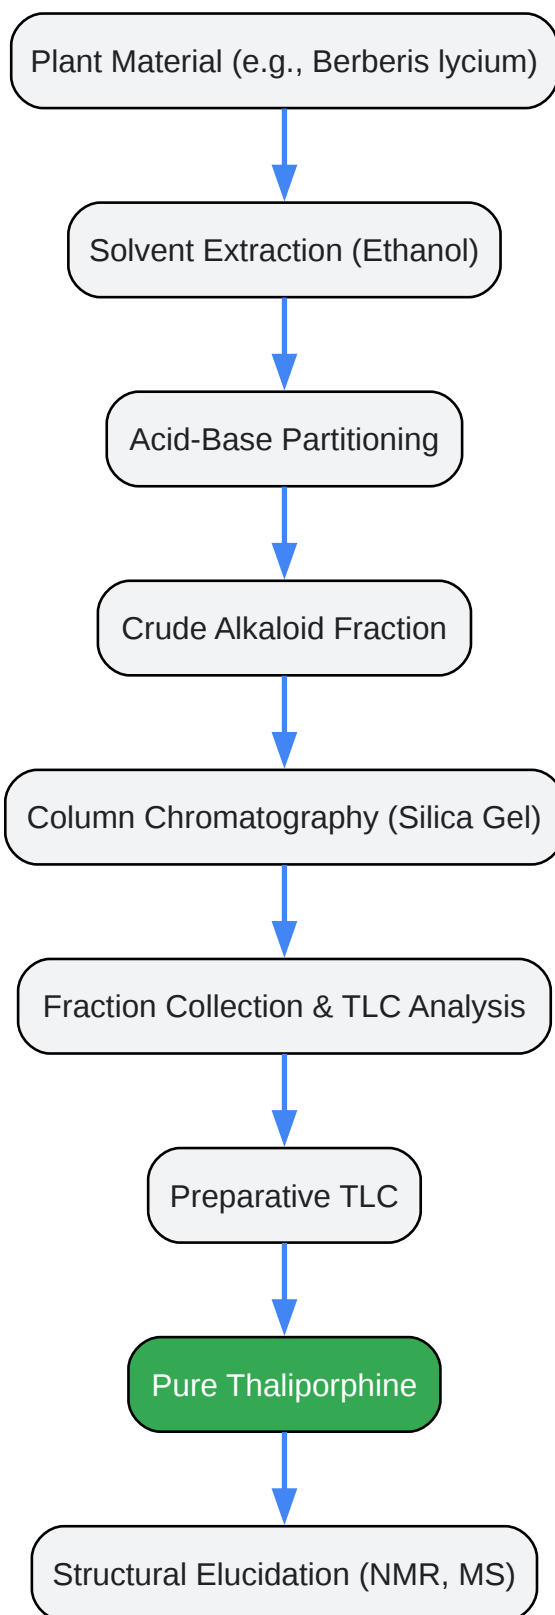 Plant Material (e.g., Berberis lycium)
Solvent Extraction (Ethanol)
Acid-Base Partitioning
Crude Alkaloid Fraction
Column Chromatography (Silica Gel)
Fraction Collection & TLC Analysis
Preparative TLC
Pure Thaliporphine
Structural Elucidation (NMR, MS)